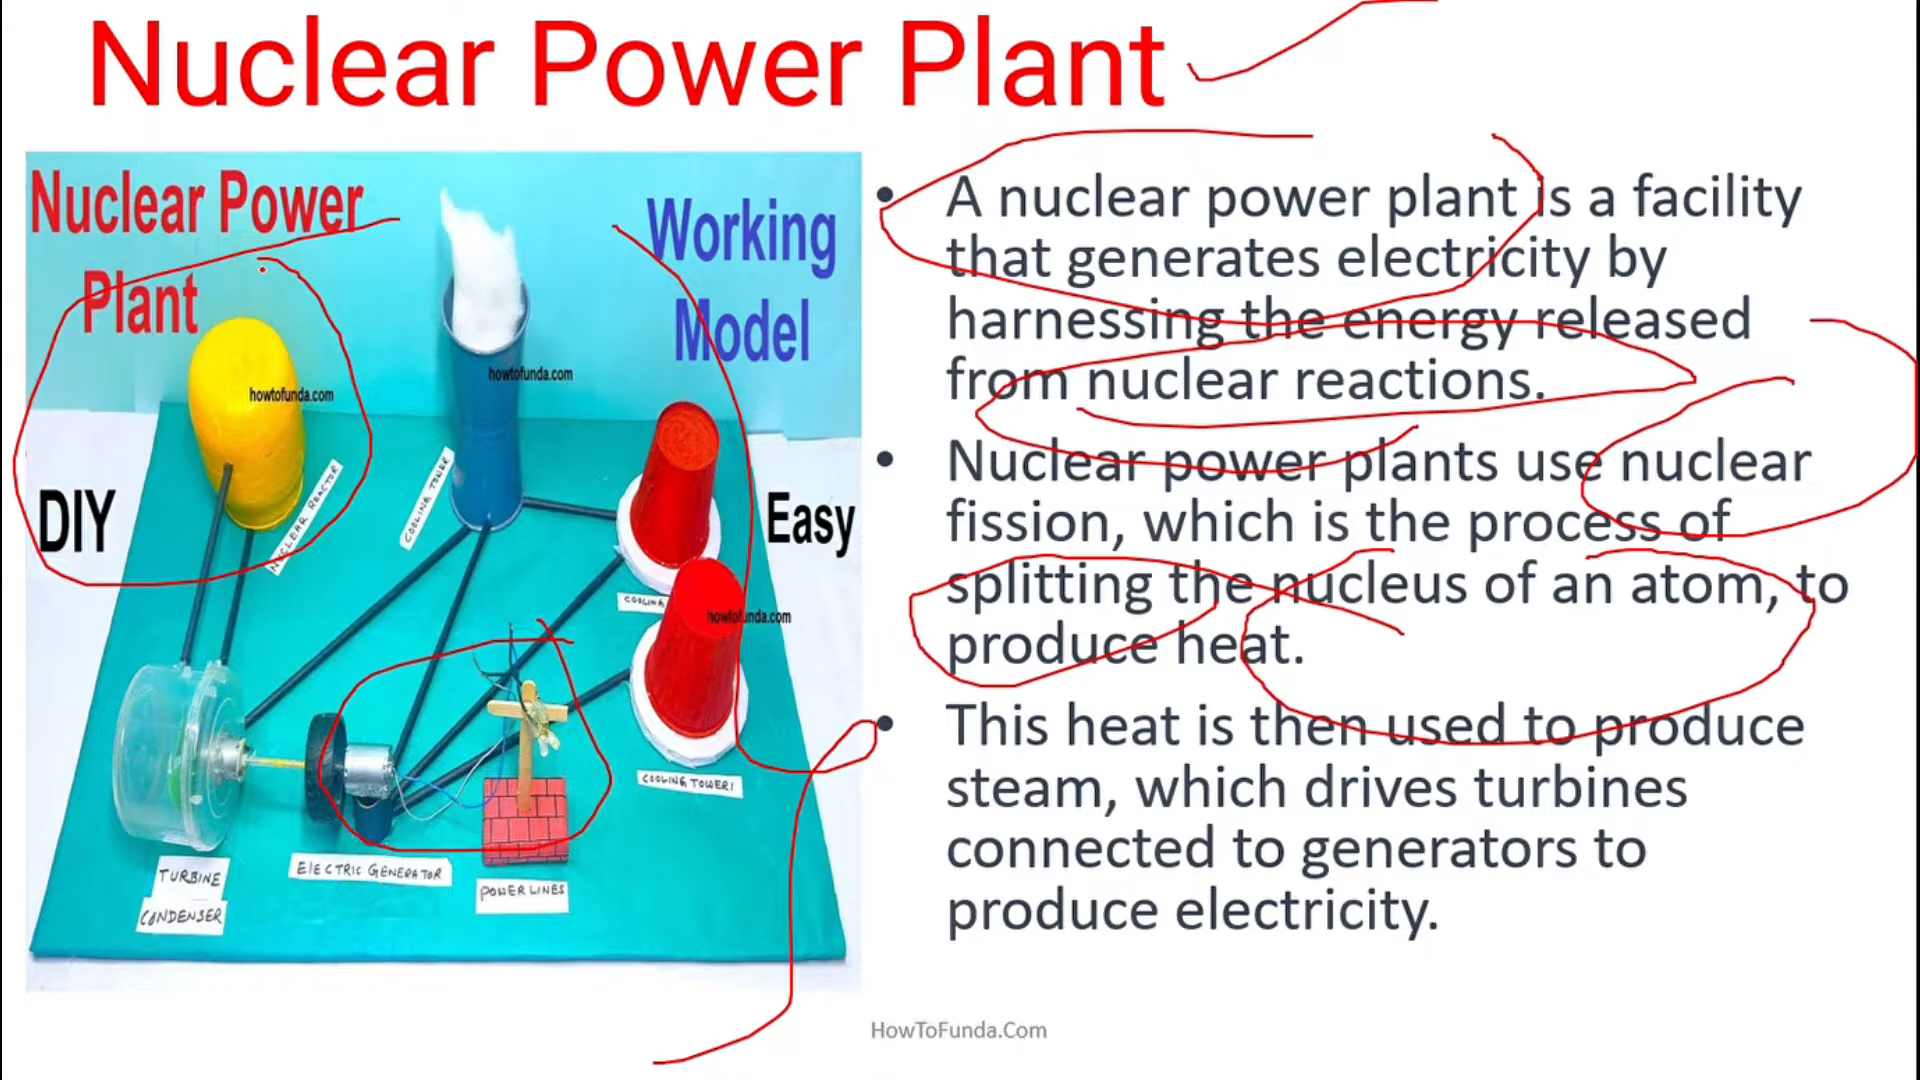 Nuclear Power Plant
Nuclear Power
Plant
Working
Model
howtofunda.com
howtofunda.com
DIY
Easy
NUCLEAR REACTOR
COOLING TOWER
COOLING
howtofunda.com
COOLING TOWER1
TURBINE
CONDENSER
ELECTRIC GENERATOR
POWER LINES
• A nuclear power plant is a facility
that generates electricity by
harnessing the energy released
from nuclear reactions.
• Nuclear power plants use nuclear
fission, which is the process of
splitting the nucleus of an atom, to
produce heat.
• This heat is then used to produce
steam, which drives turbines
connected to generators to
produce electricity.
HowToFunda.Com